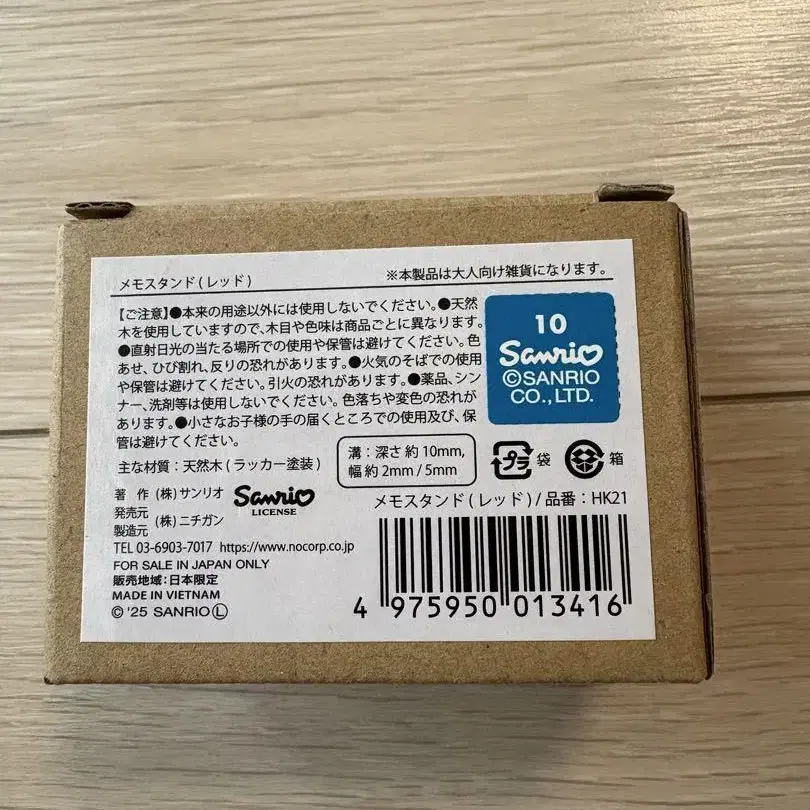 メモスタンド(レッド)
※本製品は大人向け雑貨になります。
【ご注意】●本来の用途以外には使用しないでください。●天然
木を使用していますので、木目や色味は商品ごとに異なります。
●直射日光の当たる場所での使用や保管は避けてください。色
あせ、ひび割れ、反りの恐れがあります。●火気のそばでの使用
や保管は避けてください。引火の恐れがあります。●薬品、シン
ナー、洗剤等は使用しないでください。色落ちや変色の恐れが
あります。●小さなお子様の手の届くところでの使用及び、保
管は避けてください。
10
Sanrio
©SANRIO
CO.,LTD.
主な材質：天然木(ラッカー塗装)
溝：深さ約10mm,
幅約2mm/5mm
プラ 袋
箱
著作 (株)サンリオ
Sanrio
LICENSE
発売元
製造元 (株)ニチガン
TEL 03-6903-7017 https://www.nocorp.co.jp
FOR SALE IN JAPAN ONLY
販売地域：日本限定
MADE IN VIETNAM
© '25 SANRIO Ⓛ
メモスタンド(レッド)/品番：HK21
4 975950 013416